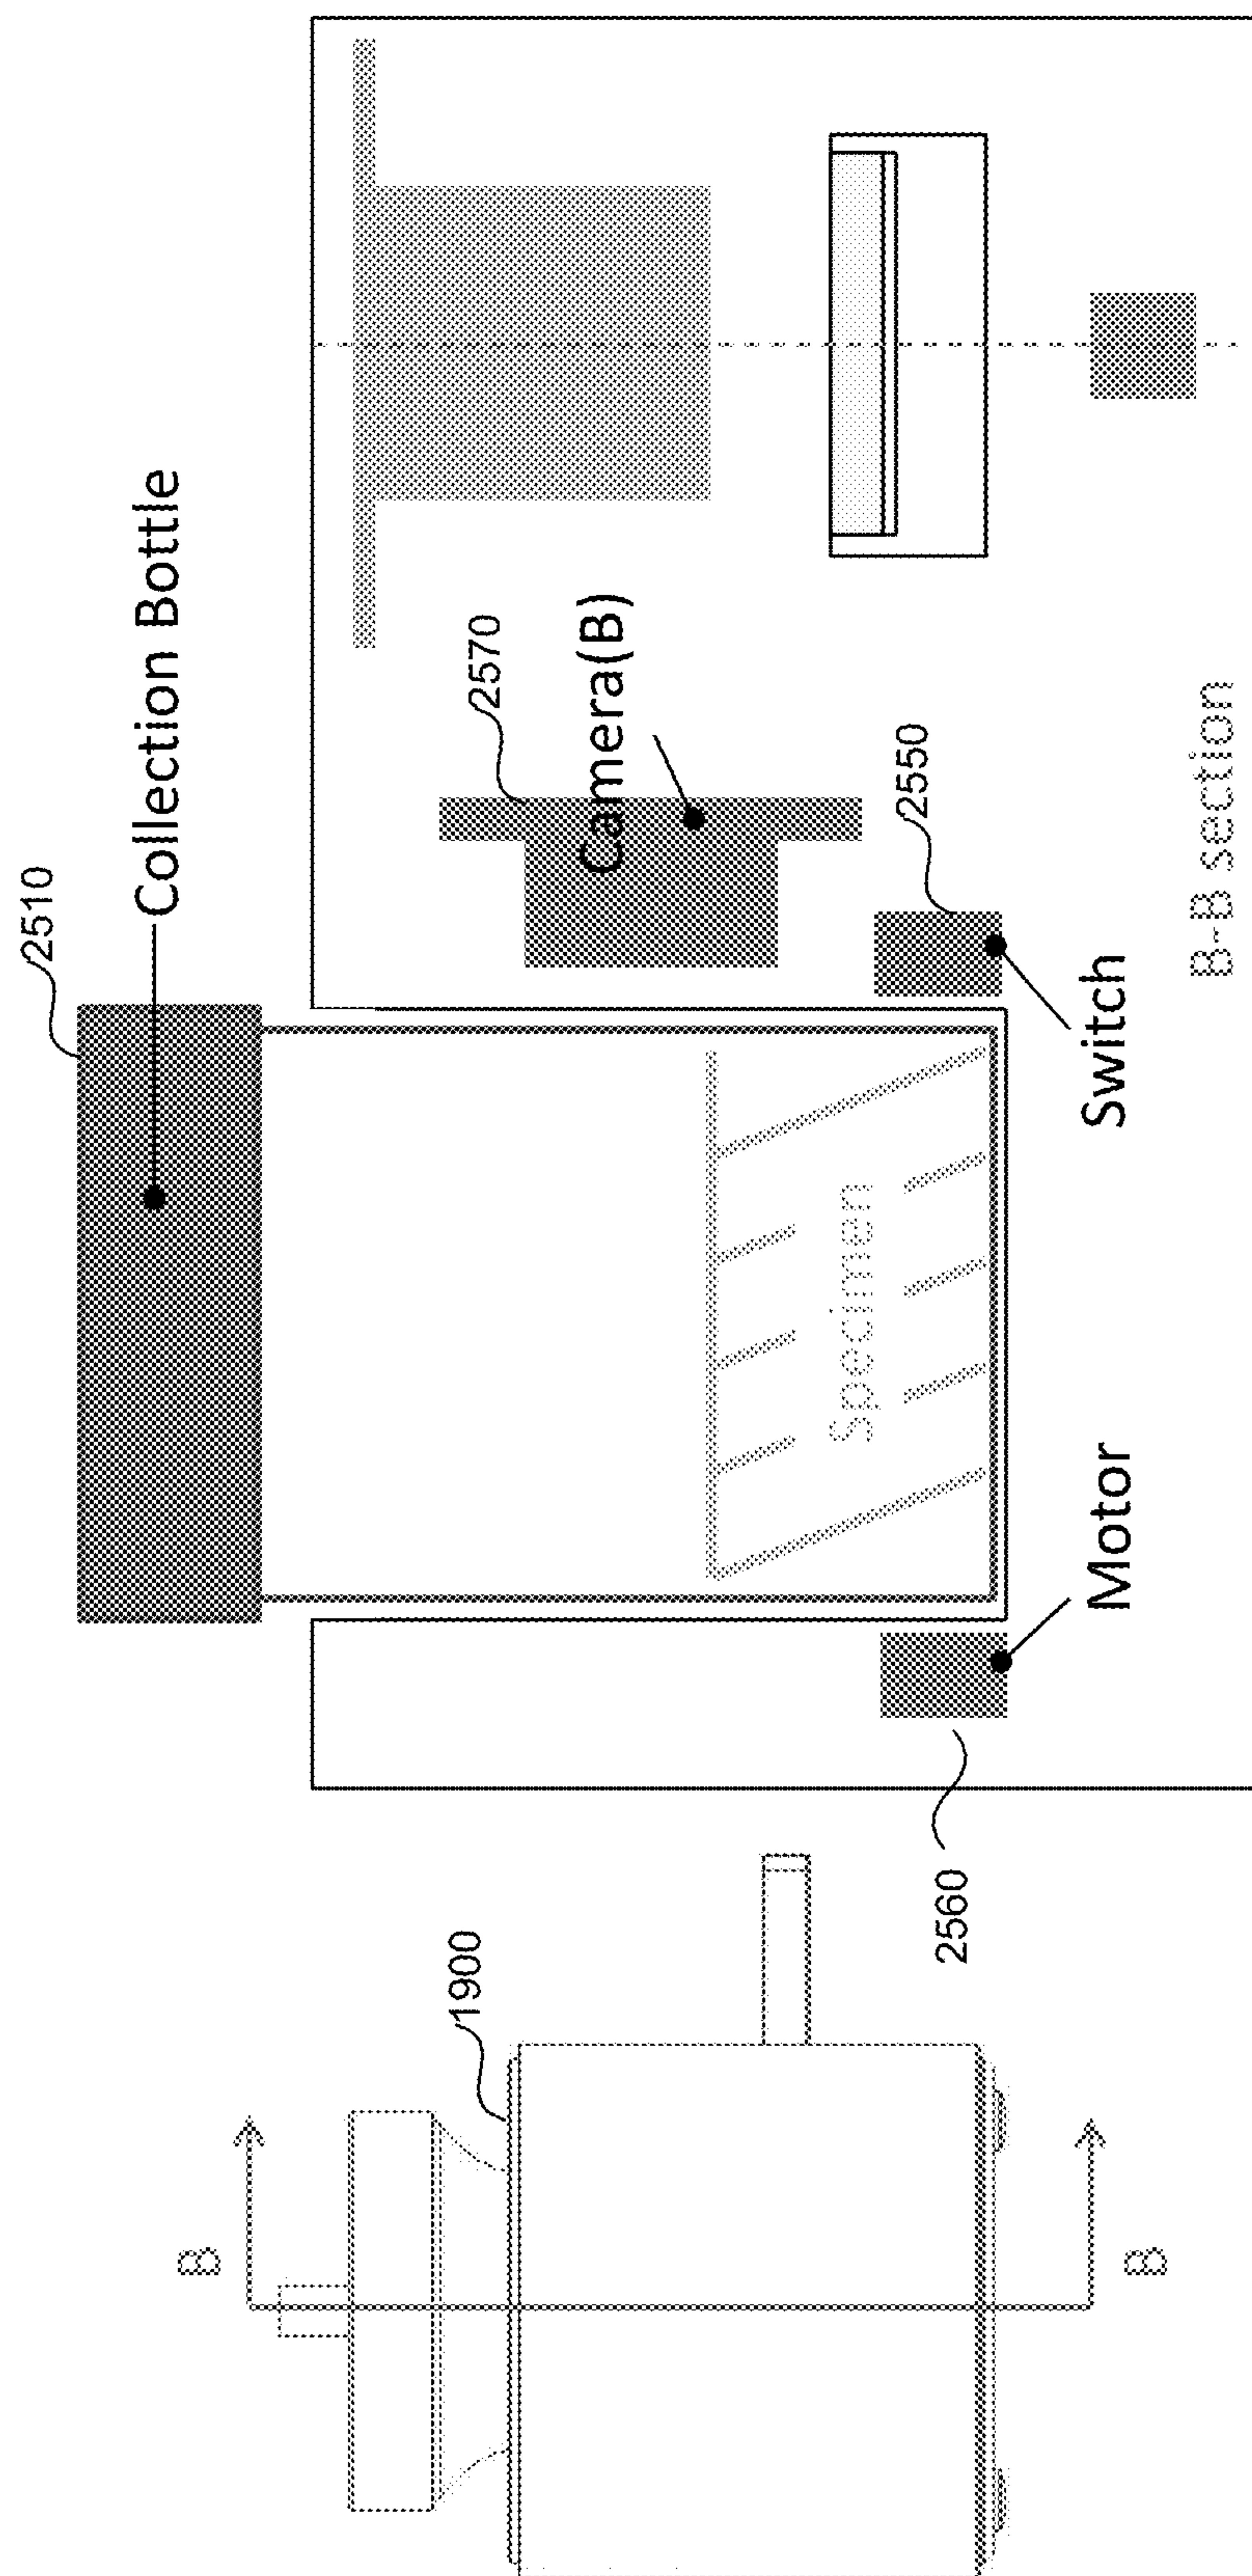 2510
Collection Bottle
2570
Camera(B)
2550
Switch
Specimen
Motor
2560
B-B section
1900
B
B